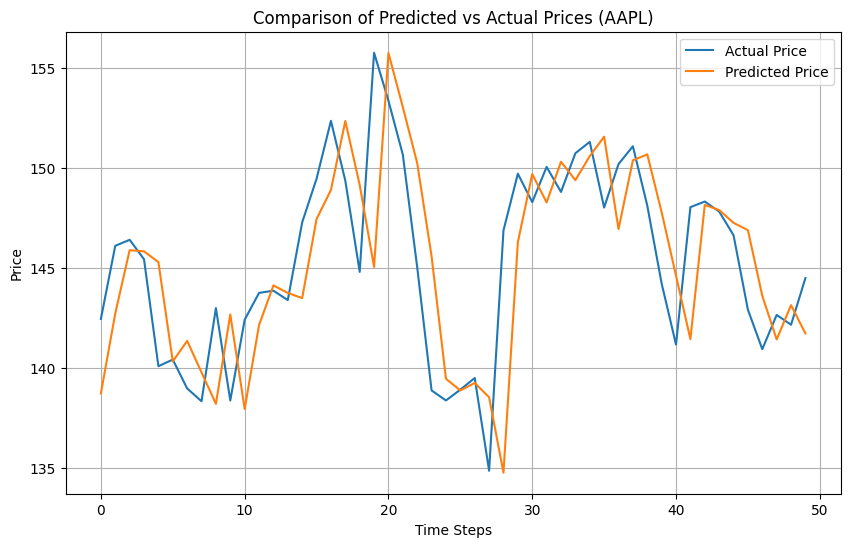 Comparison of Predicted vs Actual Prices (AAPL)
Actual Price
Predicted Price
155
150
145
140
135
Price
0 10 20 30 40 50
Time Steps